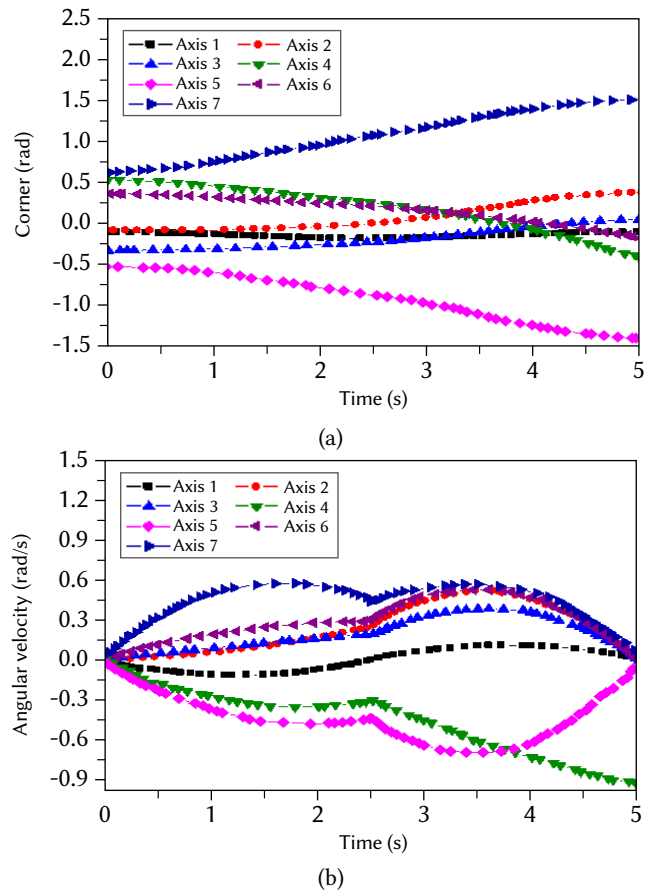 2.5
2.0
1.5
1.0
0.5
0.0
-0.5
-1.0
-1.5
Corner (rad)
Axis 1 Axis 2
Axis 3 Axis 4
Axis 5 Axis 6
Axis 7
0 1 2 3 4 5
Time (s)
(a)
1.5
1.2
0.9
0.6
0.3
0.0
-0.3
-0.6
-0.9
Angular velocity (rad/s)
Axis 1 Axis 2
Axis 3 Axis 4
Axis 5 Axis 6
Axis 7
0 1 2 3 4 5
Time (s)
(b)